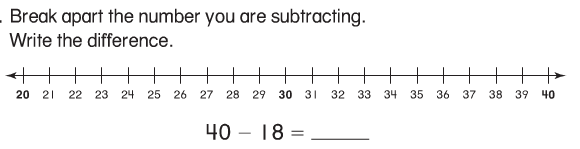 . Break apart the number you are subtracting.
Write the difference.
20 21 22 23 24 25 26 27 28 29 30 31 32 33 34 35 36 37 38 39 40
40 – 18 = _____